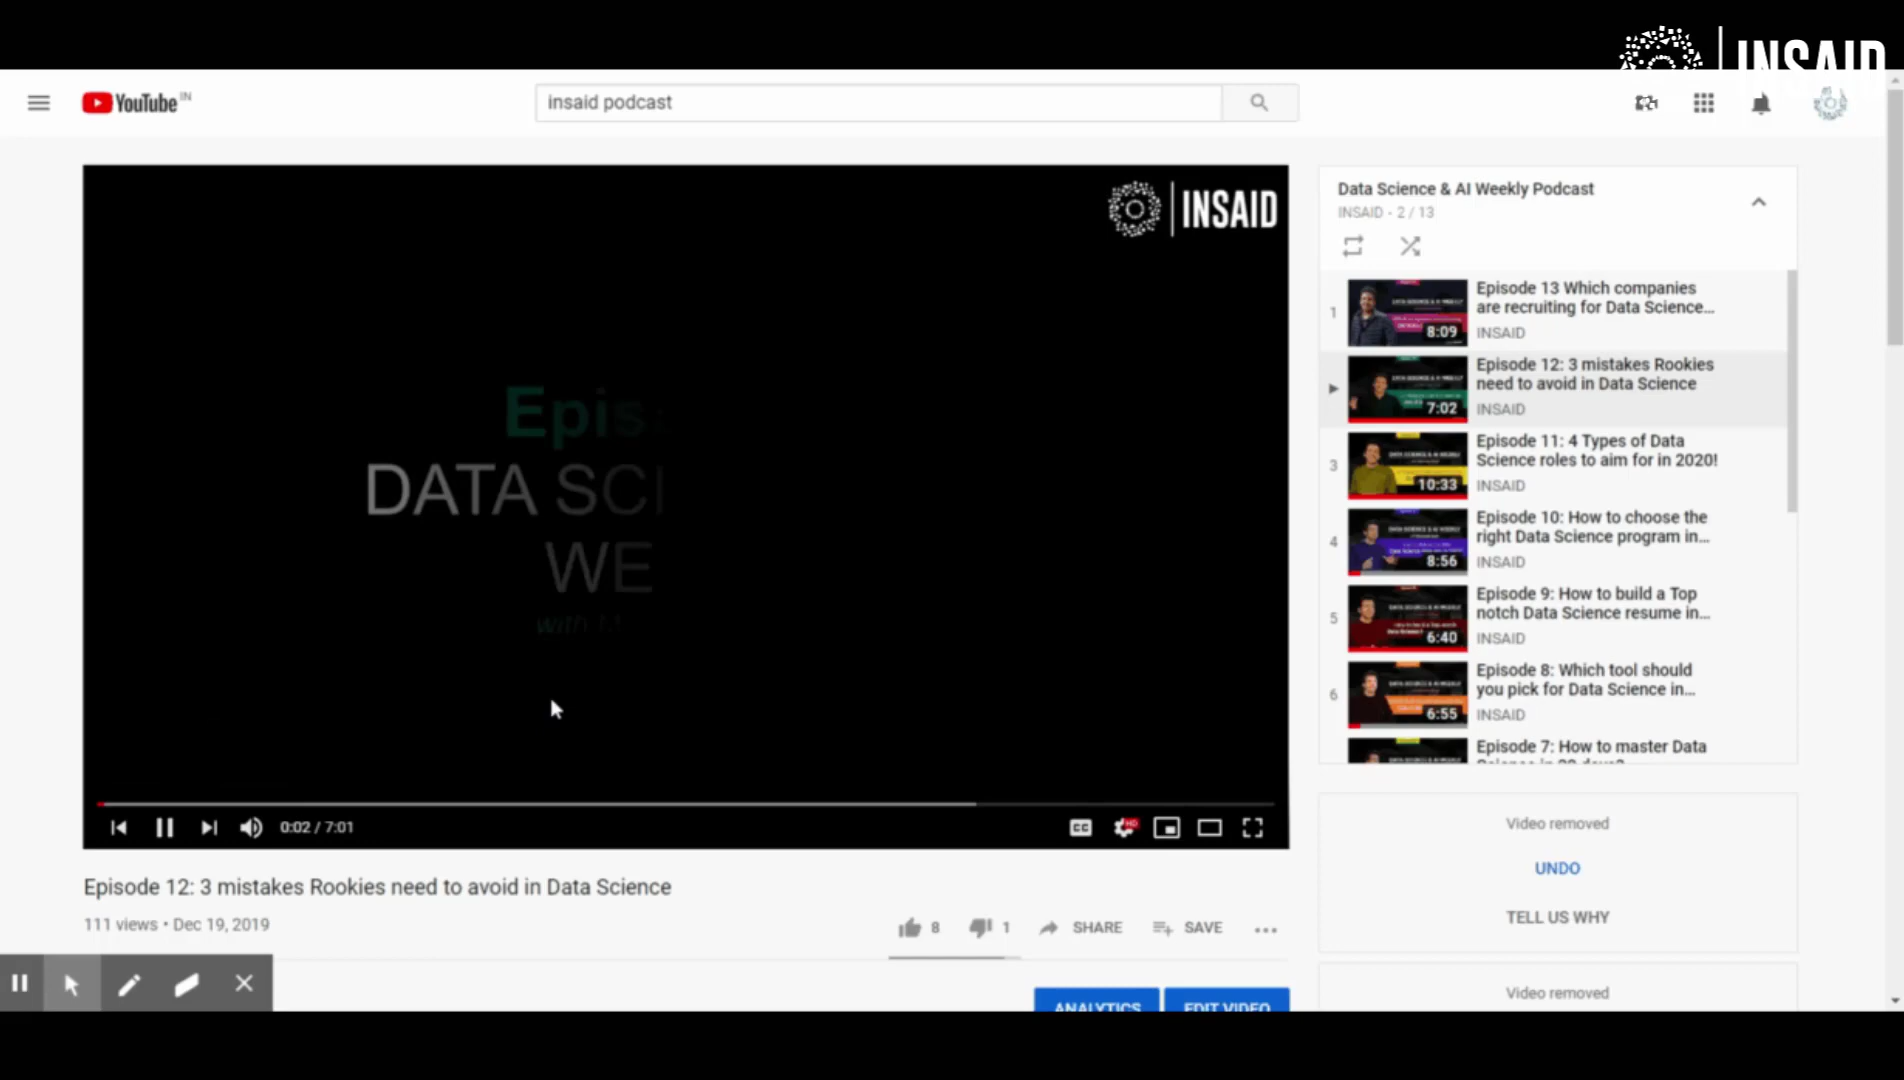 INSAID
YouTube IN
insaid podcast
INSAID
Epis
DATA SCI
WE
with M
0:02 / 7:01
CC
HD
Episode 12: 3 mistakes Rookies need to avoid in Data Science
111 views • Dec 19, 2019
8
1
SHARE
SAVE
ANALYTICS
EDIT VIDEO
Data Science & AI Weekly Podcast
INSAID - 2 / 13
1
8:09
Episode 13 Which companies
are recruiting for Data Science...
INSAID
7:02
Episode 12: 3 mistakes Rookies
need to avoid in Data Science
INSAID
3
10:33
Episode 11: 4 Types of Data
Science roles to aim for in 2020!
INSAID
4
8:56
Episode 10: How to choose the
right Data Science program in...
INSAID
5
6:40
Episode 9: How to build a Top
notch Data Science resume in...
INSAID
6
6:55
Episode 8: Which tool should
you pick for Data Science in...
INSAID
Episode 7: How to master Data
Video removed
UNDO
TELL US WHY
Video removed